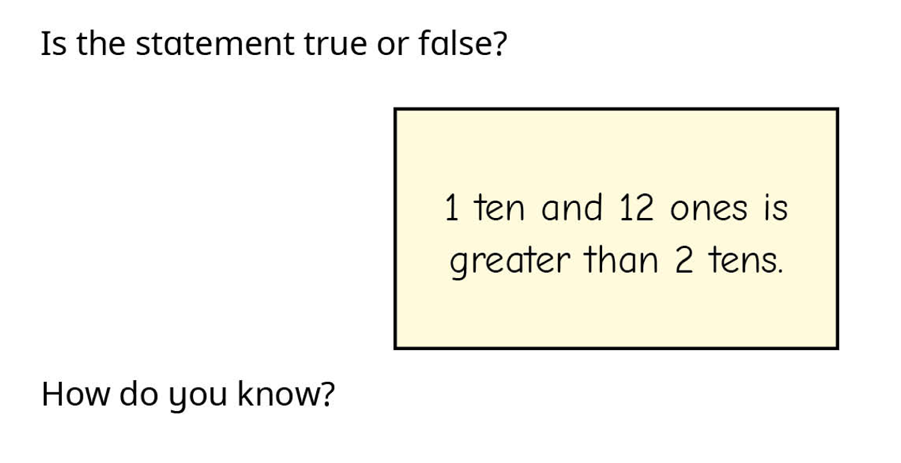 Is the statement true or false?
1 ten and 12 ones is
greater than 2 tens.
How do you know?